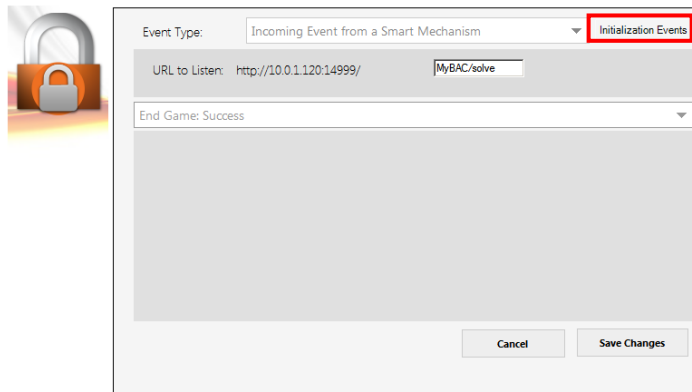 Event Type: Incoming Event from a Smart Mechanism Initialization Events
URL to Listen: http://10.0.1.120:14999/ MyBAC/solve
End Game: Success
Cancel Save Changes